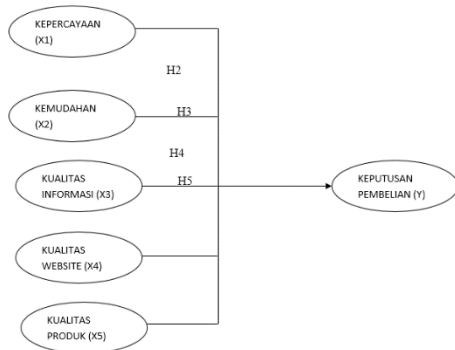 KEPERCAYAAN
(X1)
H2
KEMUDAHAN
(X2)
H3
H4
KUALITAS
INFORMASI (X3)
H5
KEPUTUSAN
PEMBELIAN (Y)
KUALITAS
WEBSITE (X4)
KUALITAS
PRODUK (X5)